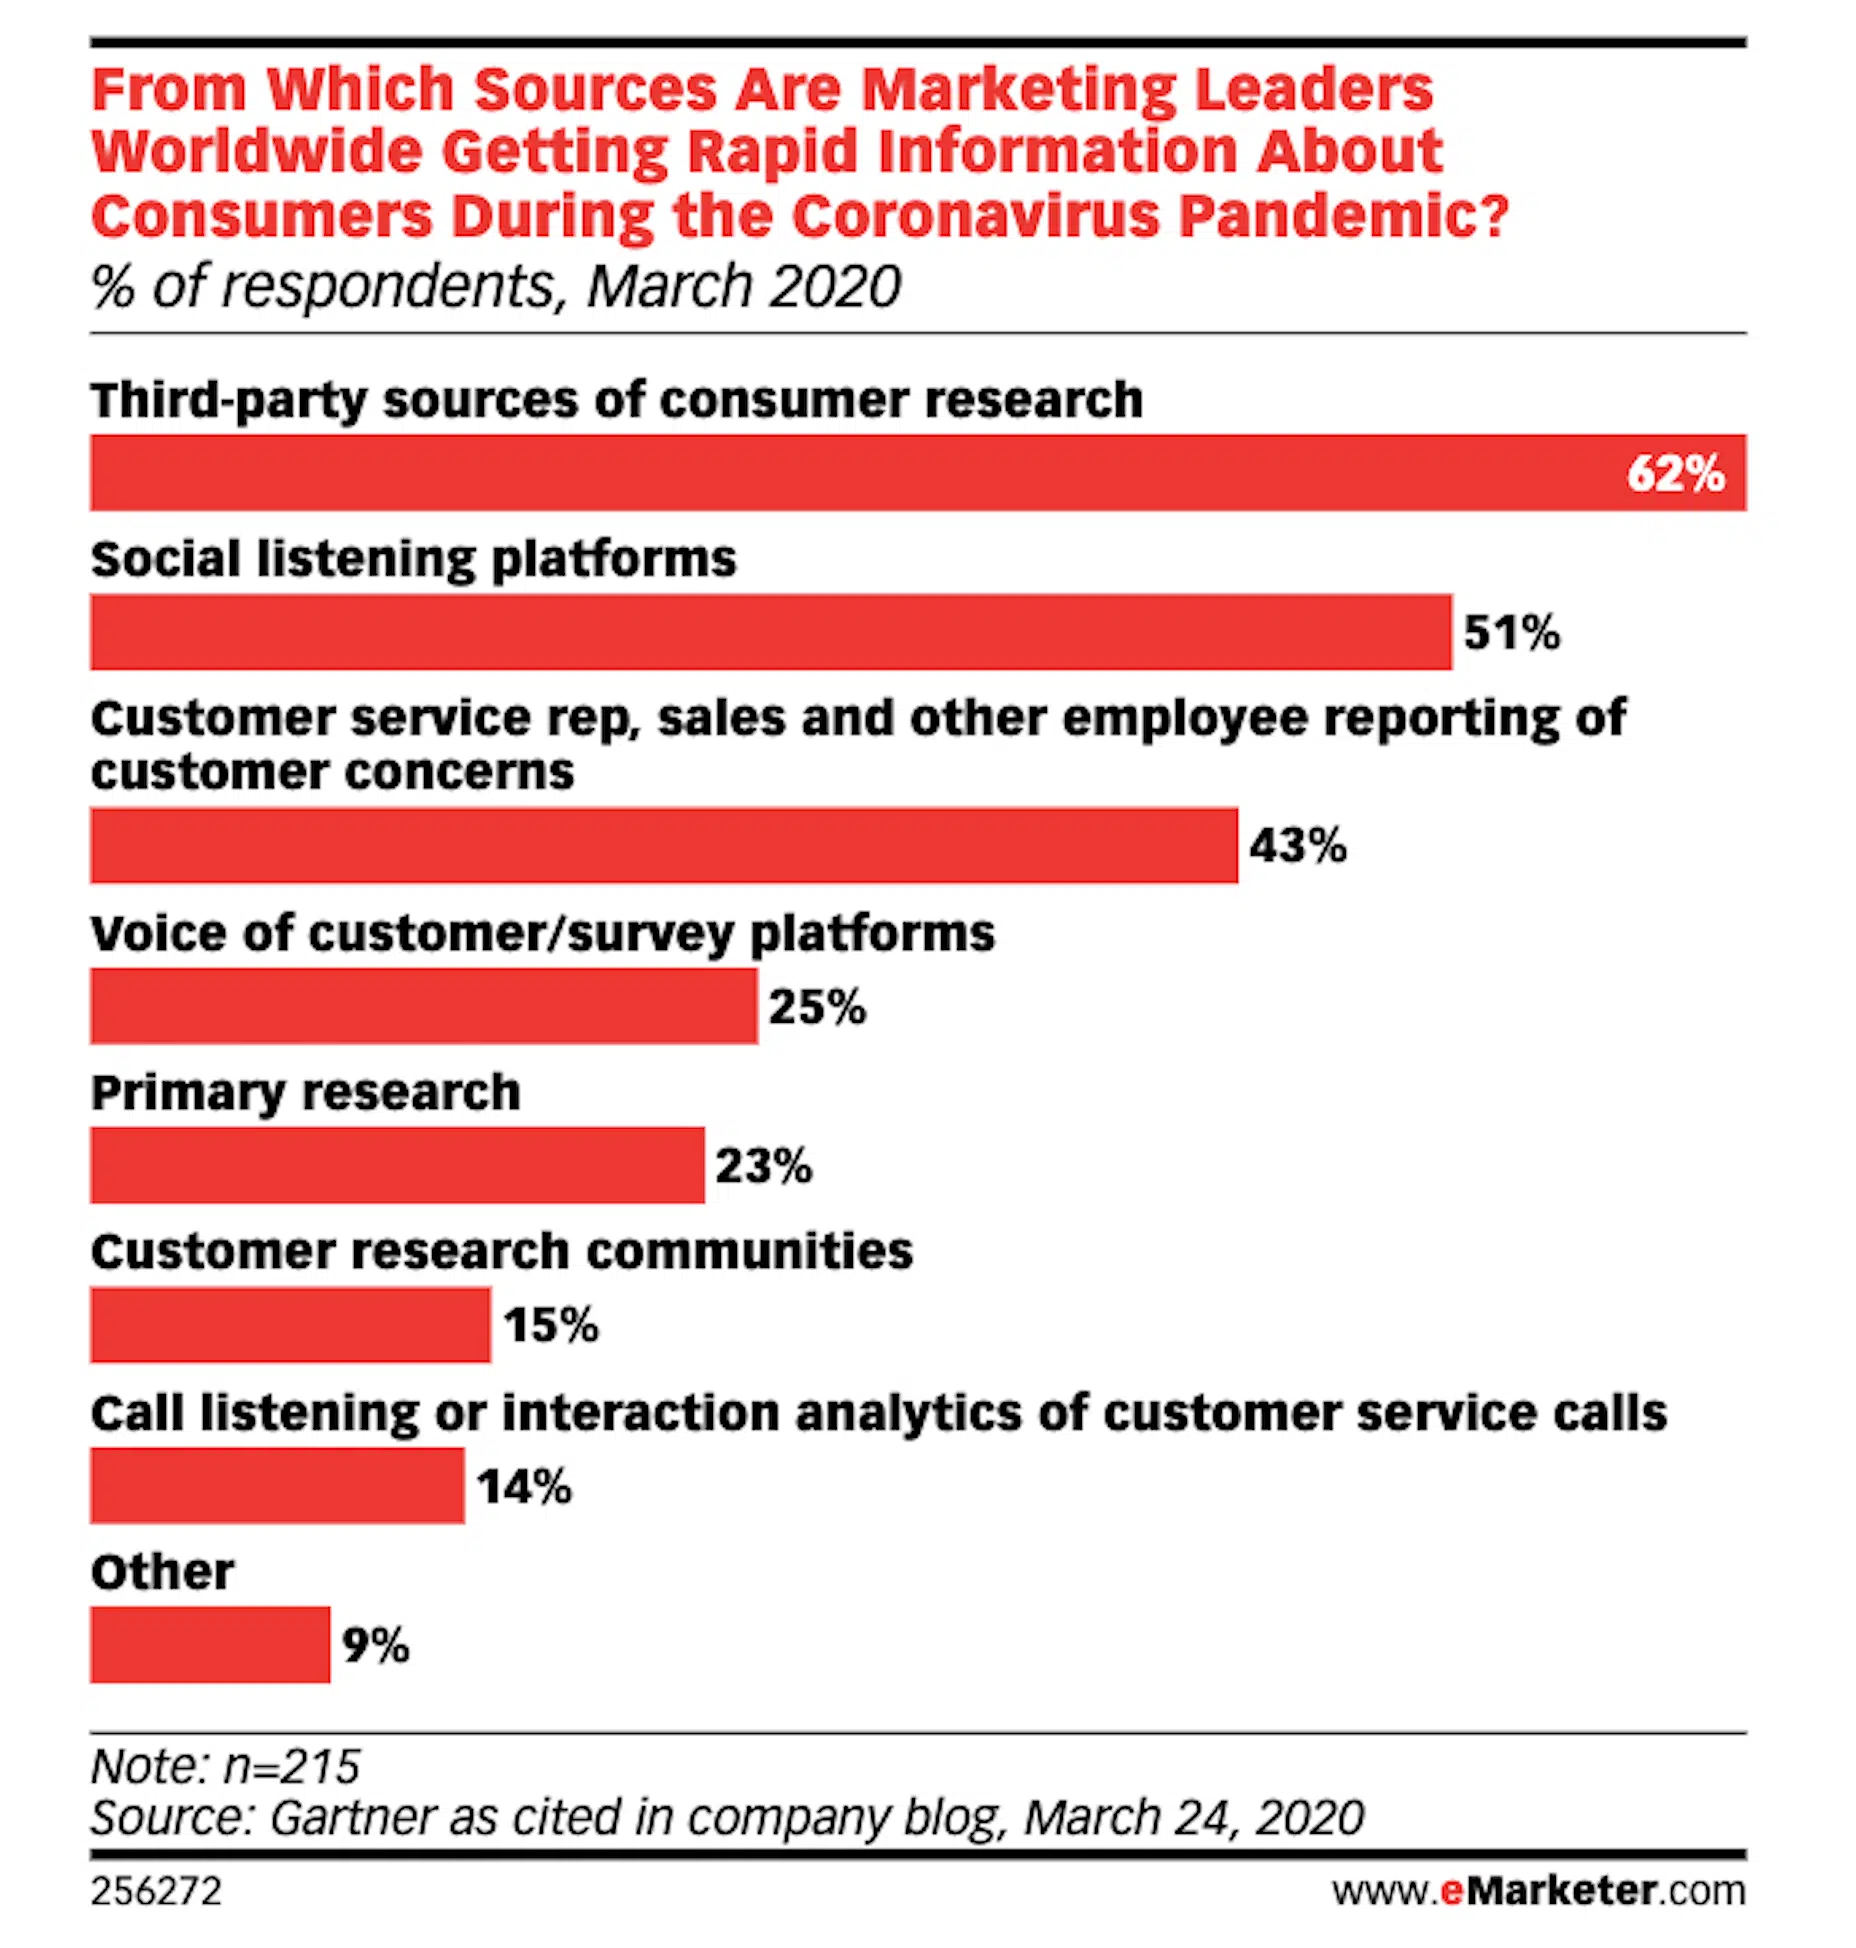 From Which Sources Are Marketing Leaders
Worldwide Getting Rapid Information About
Consumers During the Coronavirus Pandemic?
% of respondents, March 2020
Third-party sources of consumer research
62%
Social listening platforms
51%
Customer service rep, sales and other employee reporting of
customer concerns
43%
Voice of customer/survey platforms
25%
Primary research
23%
Customer research communities
15%
Call listening or interaction analytics of customer service calls
14%
Other
9%
Note: n=215
Source: Gartner as cited in company blog, March 24, 2020
256272
www.eMarketer.com